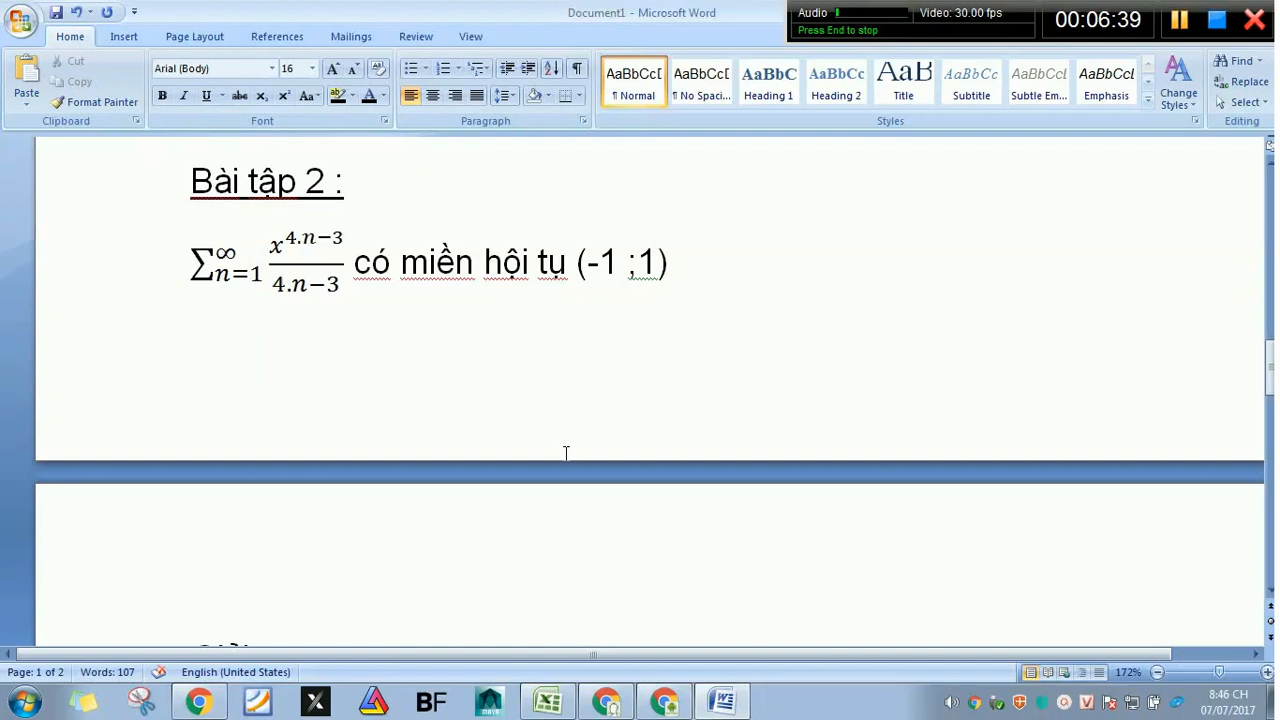 Document1 - Microsoft Word
Audio
Video: 30.00 fps
Press End to stop
00:06:39
Home Insert Page Layout References Mailings Review View
Paste
Cut
Copy
Format Painter
Clipboard
Arial (Body) 16
Font
Paragraph
AaBbCc AaBbCc AaBbC AaBbCc AaB AaBbCc AaBbCcl AaBbCcl
¶ Normal ¶ No Spaci... Heading 1 Heading 2 Title Subtitle Subtle Em... Emphasis
Styles
Change Styles
Find
Replace
Select
Editing
Bài tập 2 :
∑_{n=1}^{∞} x^{4.n−3}/(4.n−3) có miền hội tụ (-1 ;1)
Page: 1 of 2 Words: 107 English (United States) 172%
BF
8:46 CH
07/07/2017